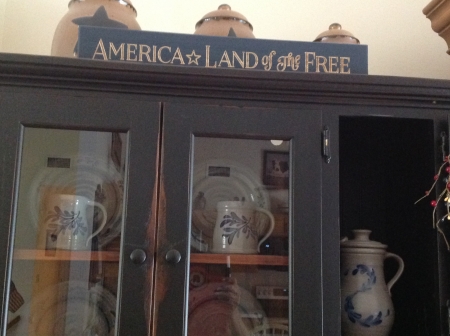 AMERICA☆LAND of the FREE